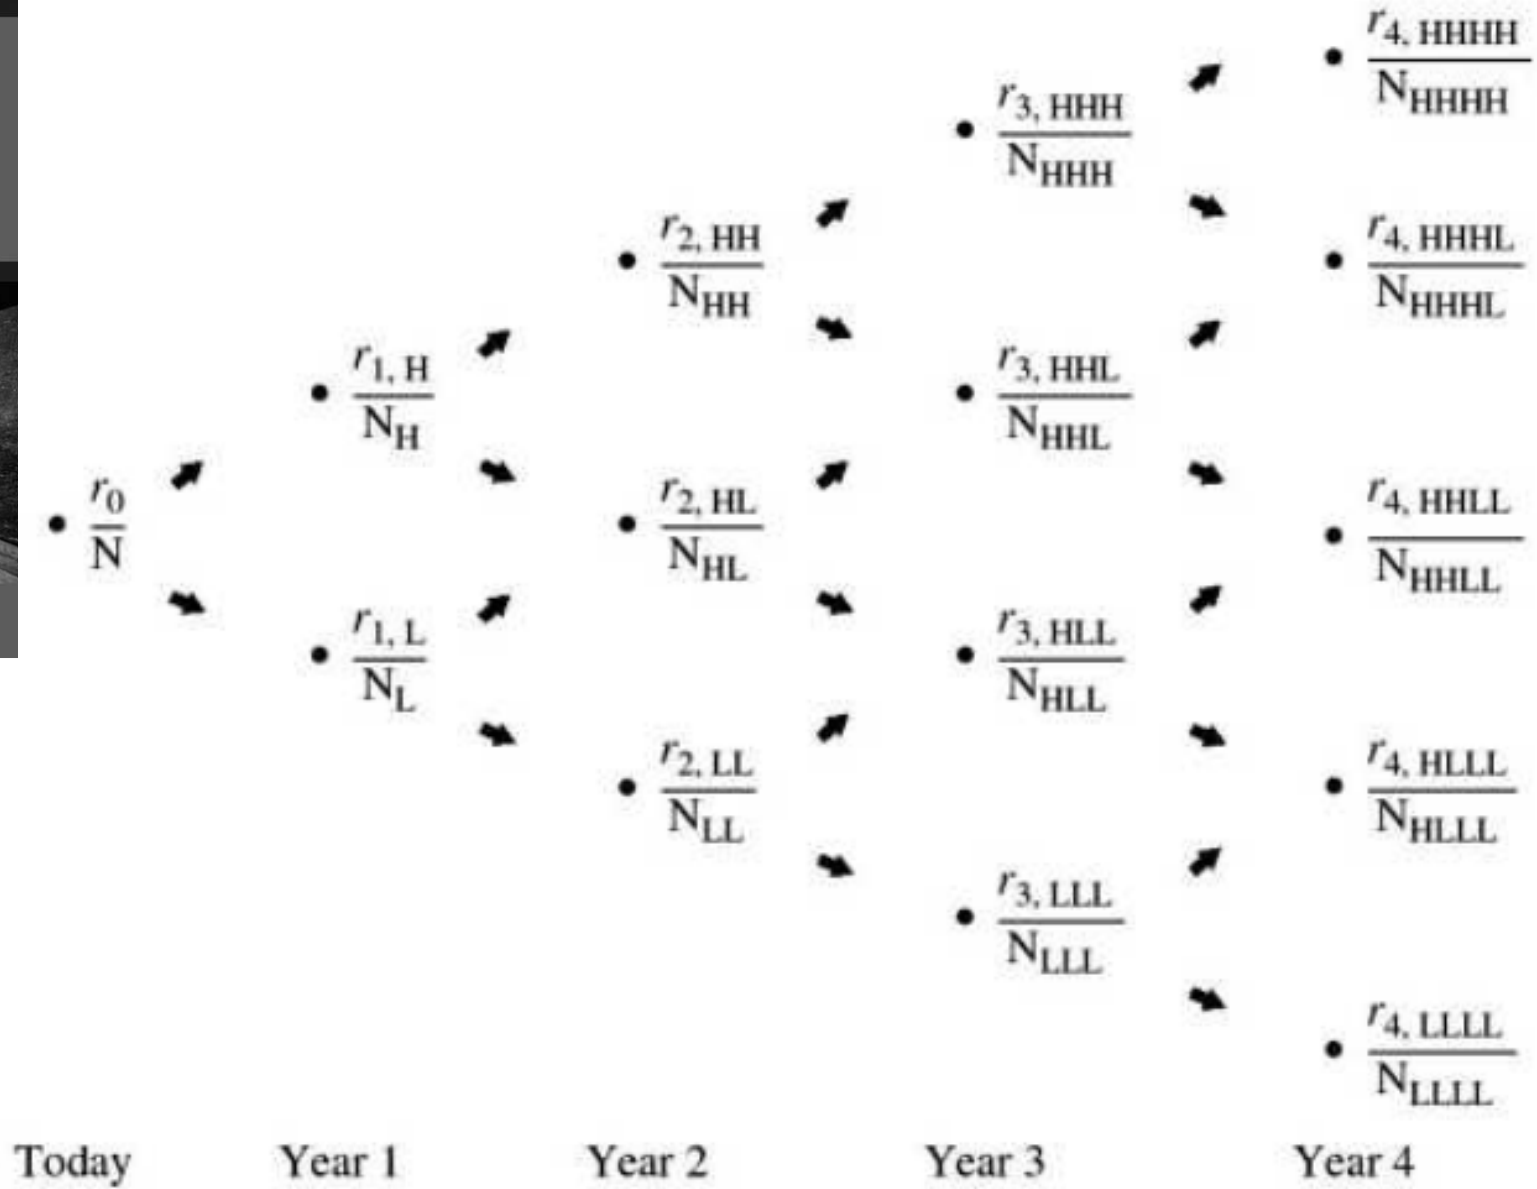 r4, HHHH
NHHHH
r3, HHH
NHHH
r2, HH
NHH
r4, HHHL
NHHHL
r1, H
NH
r3, HHL
NHHL
r0
N
r2, HL
NHL
r4, HHLL
NHHLL
r1, L
NL
r3, HLL
NHLL
r2, LL
NLL
r4, HLLL
NHLLL
r3, LLL
NLLL
r4, LLLL
NLLLL
Today Year 1 Year 2 Year 3 Year 4